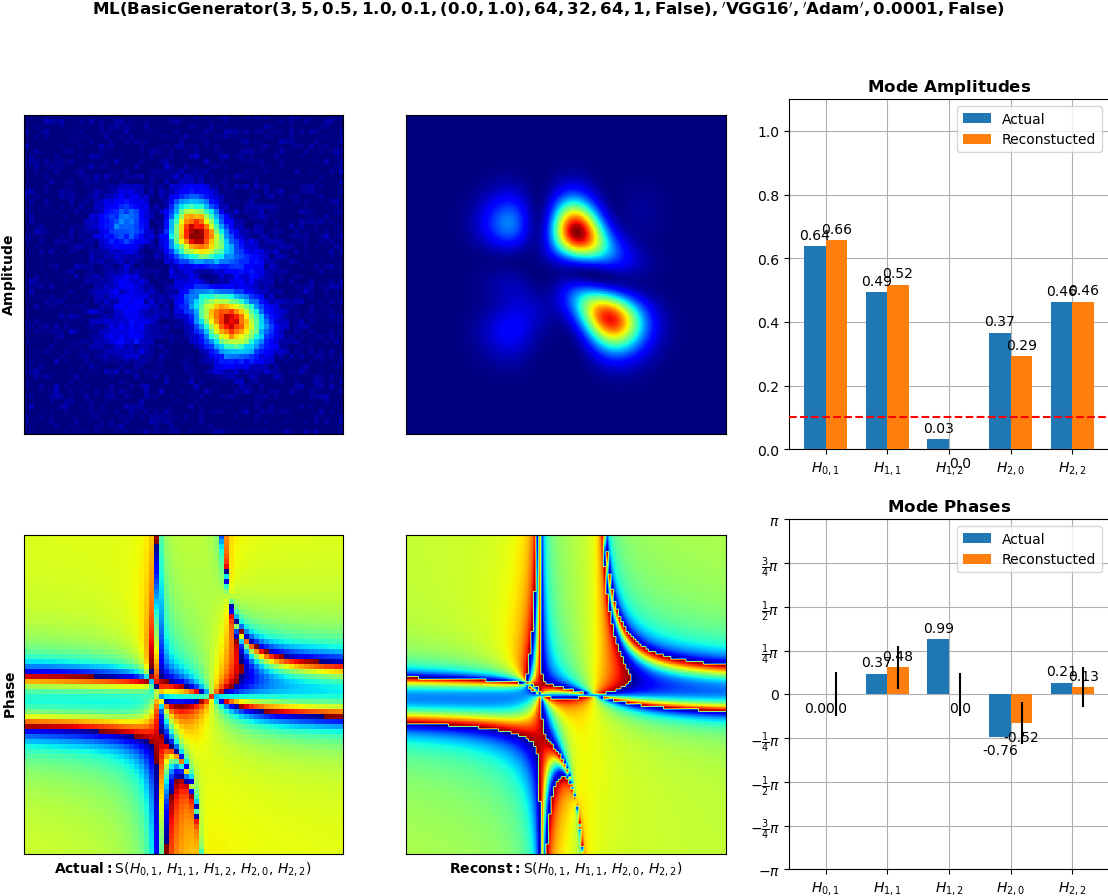 ML(BasicGenerator(3, 5, 0.5, 1.0, 0.1, (0.0, 1.0), 64, 32, 64, 1, False), ′VGG16′, ′Adam′, 0.0001, False)
Amplitude
Mode Amplitudes
Actual
Reconstucted
1.0
0.8
0.6
0.4
0.2
0.0
0.64
0.66
0.49
0.52
0.03
0.0
0.37
0.29
0.46
0.46
H0,1 H1,1 H1,2 H2,0 H2,2
Phase
Mode Phases
Actual
Reconstucted
π
3/4π
1/2π
1/4π
0
−1/4π
−1/2π
−3/4π
−π
0.0
0.0
0.37
0.48
0.99
0.0
-0.76
-0.52
0.21
0.13
H0,1 H1,1 H1,2 H2,0 H2,2
Actual: S(H0,1, H1,1, H1,2, H2,0, H2,2)
Reconst: S(H0,1, H1,1, H2,0, H2,2)